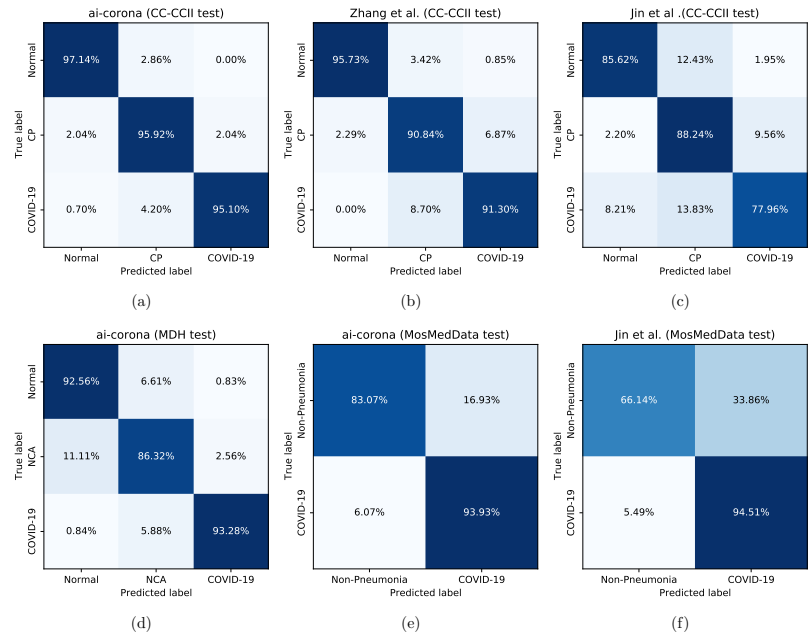 ai-corona (CC-CCII test)
True label
Normal
97.14% 2.86% 0.00%
CP
2.04% 95.92% 2.04%
COVID-19
0.70% 4.20% 95.10%
Normal CP COVID-19
Predicted label
(a)
Zhang et al. (CC-CCII test)
True label
Normal
95.73% 3.42% 0.85%
CP
2.29% 90.84% 6.87%
COVID-19
0.00% 8.70% 91.30%
Normal CP COVID-19
Predicted label
(b)
Jin et al .(CC-CCII test)
True label
Normal
85.62% 12.43% 1.95%
CP
2.20% 88.24% 9.56%
COVID-19
8.21% 13.83% 77.96%
Normal CP COVID-19
Predicted label
(c)
ai-corona (MDH test)
True label
Normal
92.56% 6.61% 0.83%
NCA
11.11% 86.32% 2.56%
COVID-19
0.84% 5.88% 93.28%
Normal NCA COVID-19
Predicted label
(d)
ai-corona (MosMedData test)
True label
Non-Pneumonia
83.07% 16.93%
COVID-19
6.07% 93.93%
Non-Pneumonia COVID-19
Predicted label
(e)
Jin et al. (MosMedData test)
True label
Non-Pneumonia
66.14% 33.86%
COVID-19
5.49% 94.51%
Non-Pneumonia COVID-19
Predicted label
(f)